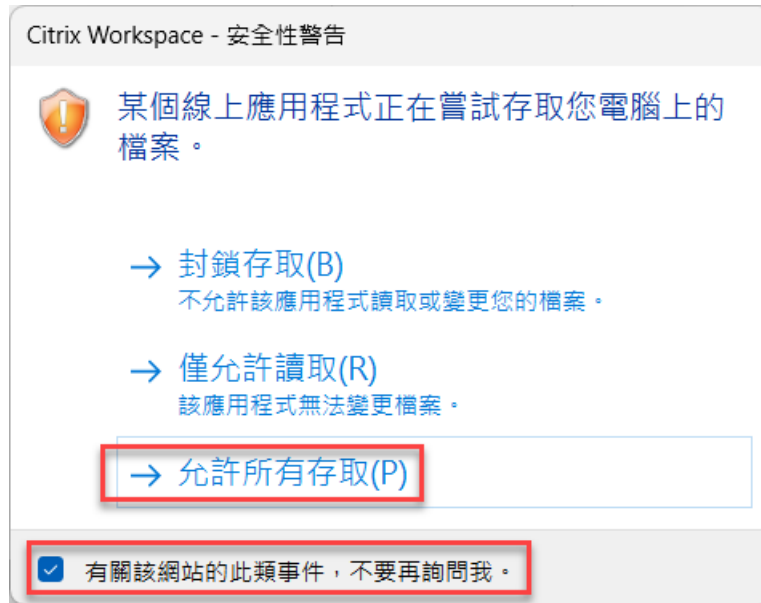 Citrix Workspace - 安全性警告
某個線上應用程式正在嘗試存取您電腦上的
檔案。
→ 封鎖存取(B)
不允許該應用程式讀取或變更您的檔案。
→ 僅允許讀取(R)
該應用程式無法變更檔案。
→ 允許所有存取(P)
有關該網站的此類事件，不要再詢問我。